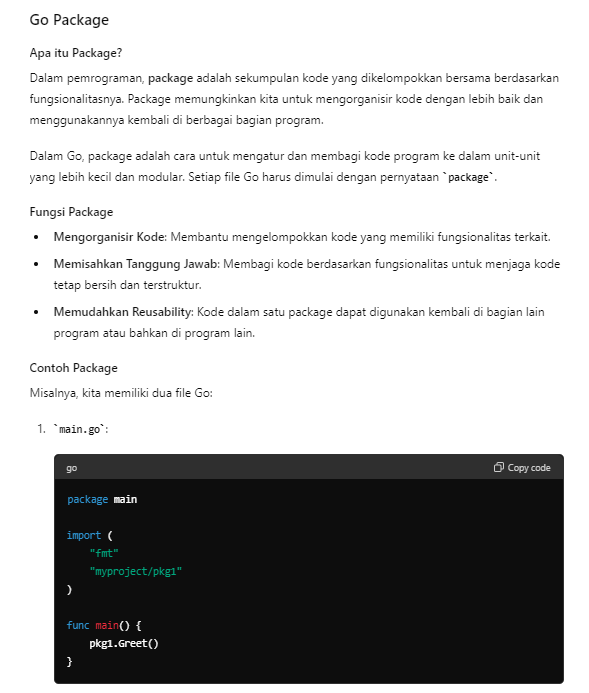 Go Package
Apa itu Package?
Dalam pemrograman, package adalah sekumpulan kode yang dikelompokkan bersama berdasarkan
fungsionalitasnya. Package memungkinkan kita untuk mengorganisir kode dengan lebih baik dan
menggunakannya kembali di berbagai bagian program.
Dalam Go, package adalah cara untuk mengatur dan membagi kode program ke dalam unit-unit
yang lebih kecil dan modular. Setiap file Go harus dimulai dengan pernyataan `package`.
Fungsi Package
• Mengorganisir Kode: Membantu mengelompokkan kode yang memiliki fungsionalitas terkait.
• Memisahkan Tanggung Jawab: Membagi kode berdasarkan fungsionalitas untuk menjaga kode
tetap bersih dan terstruktur.
• Memudahkan Reusability: Kode dalam satu package dapat digunakan kembali di bagian lain
program atau bahkan di program lain.
Contoh Package
Misalnya, kita memiliki dua file Go:
1. `main.go`:
go Copy code
package main
import (
"fmt"
"myproject/pkg1"
)
func main() {
pkg1.Greet()
}